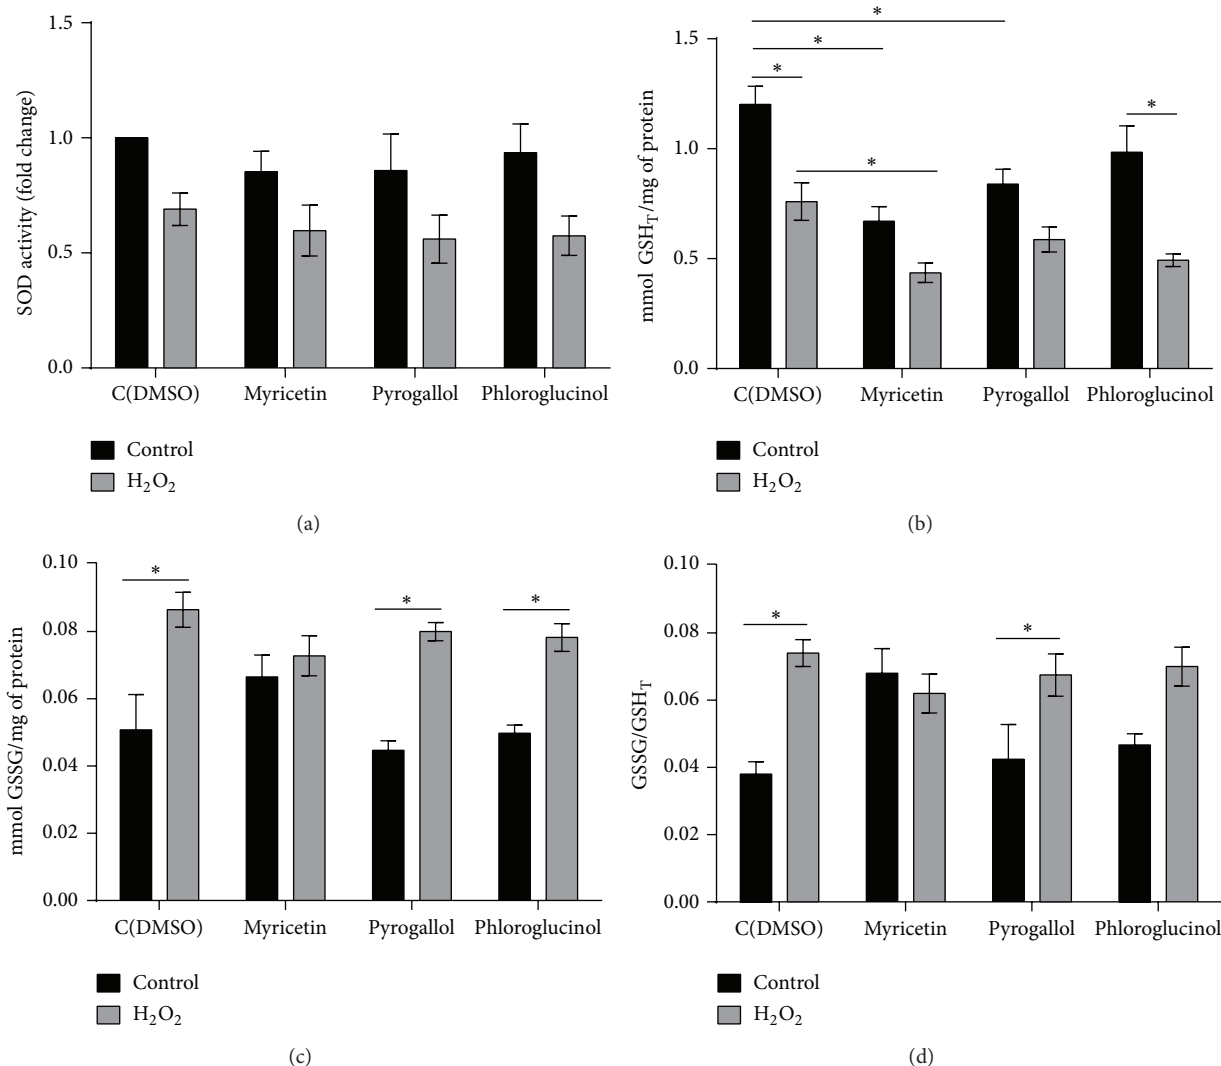 SOD activity (fold change)
1.5
1.0
0.5
0.0
C(DMSO) Myricetin Pyrogallol Phloroglucinol
Control
H₂O₂
(a)
mmol GSH_T/mg of protein
1.5
1.0
0.5
0.0
*
*
*
*
*
C(DMSO) Myricetin Pyrogallol Phloroglucinol
Control
H₂O₂
(b)
mmol GSSG/mg of protein
0.10
0.08
0.06
0.04
0.02
0.00
*
*
*
C(DMSO) Myricetin Pyrogallol Phloroglucinol
Control
H₂O₂
(c)
GSSG/GSH_T
0.10
0.08
0.06
0.04
0.02
0.00
*
*
C(DMSO) Myricetin Pyrogallol Phloroglucinol
Control
H₂O₂
(d)